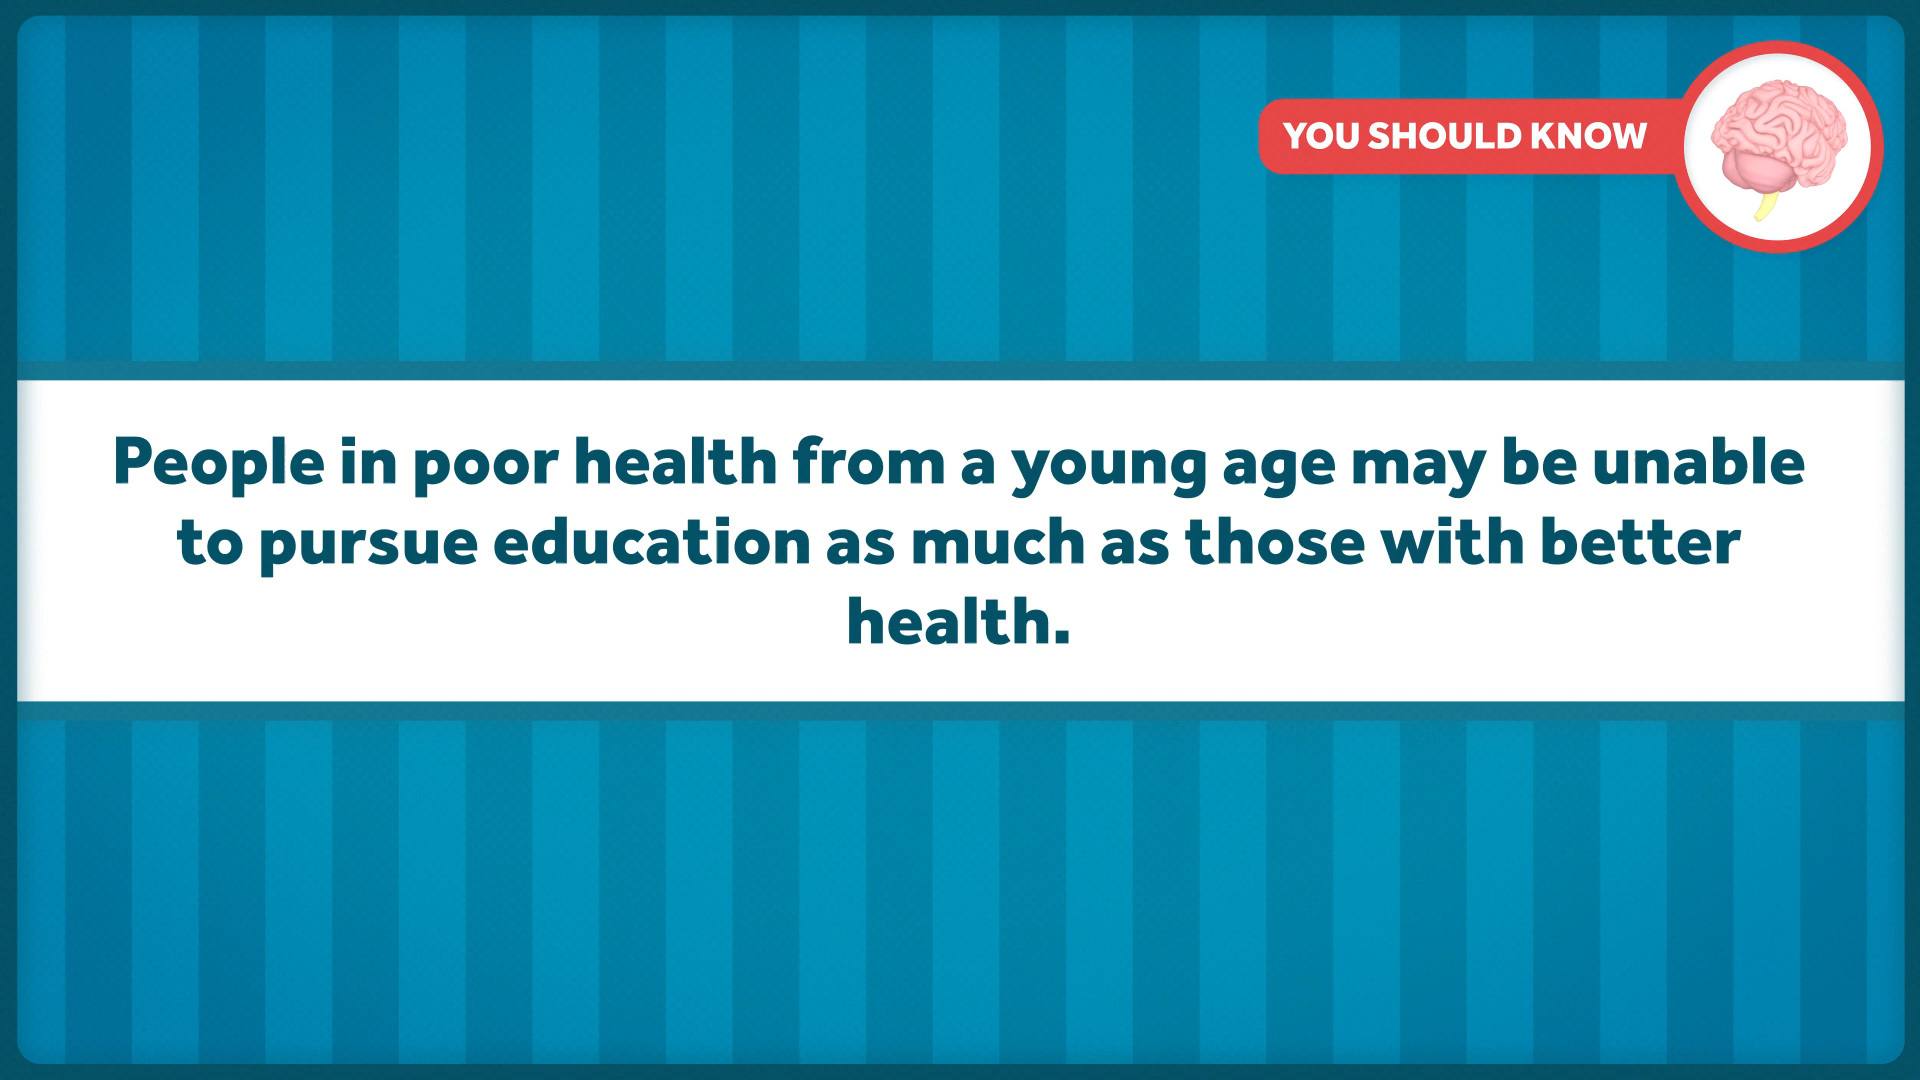 YOU SHOULD KNOW
People in poor health from a young age may be unable
to pursue education as much as those with better
health.